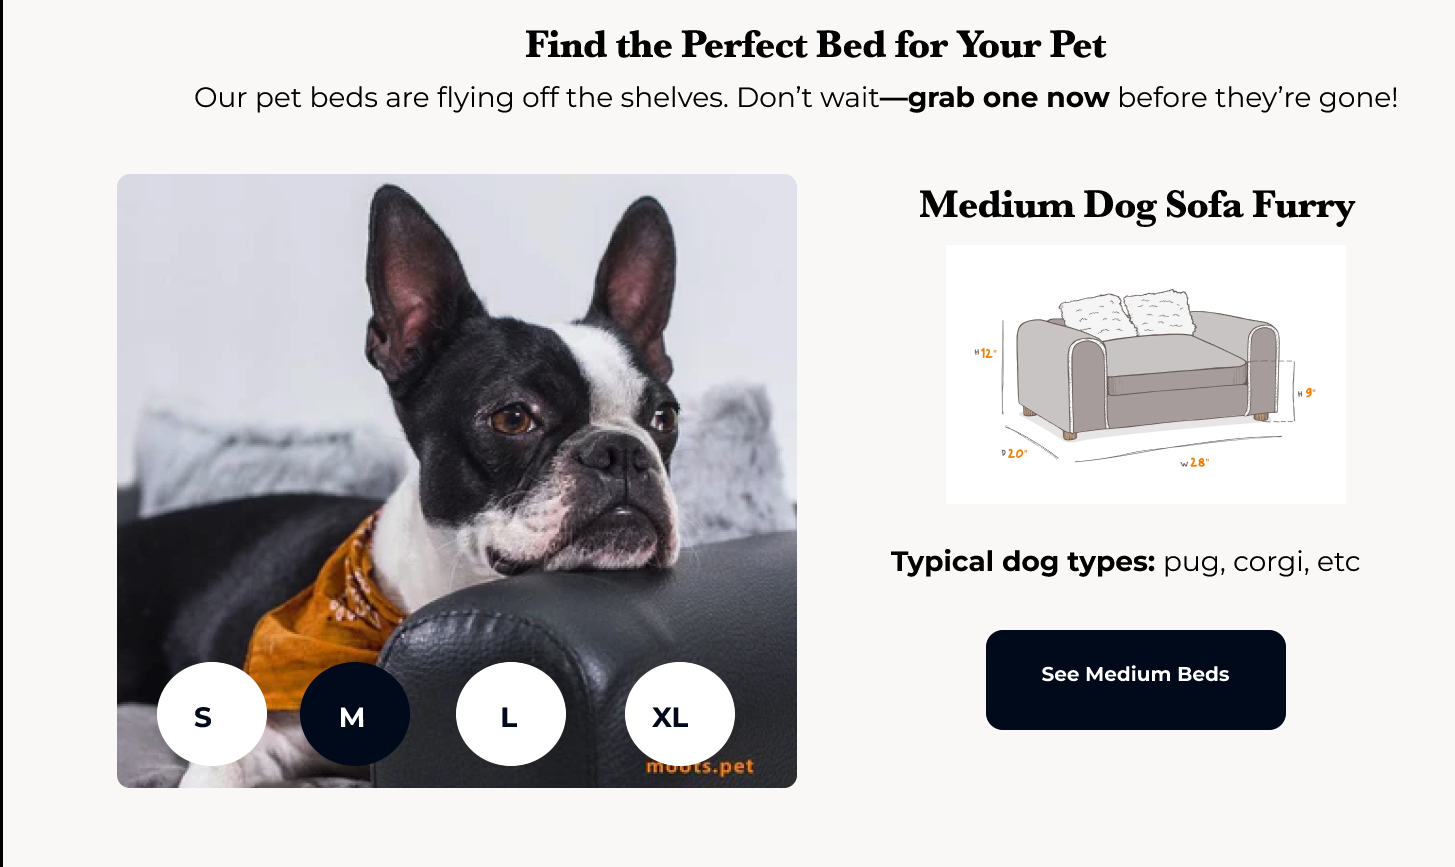 Find the Perfect Bed for Your Pet
Our pet beds are flying off the shelves. Don’t wait—grab one now before they’re gone!
Medium Dog Sofa Furry
H 12"
H 9"
D 20"
W 28"
Typical dog types: pug, corgi, etc
See Medium Beds
S M L XL
moots.pet